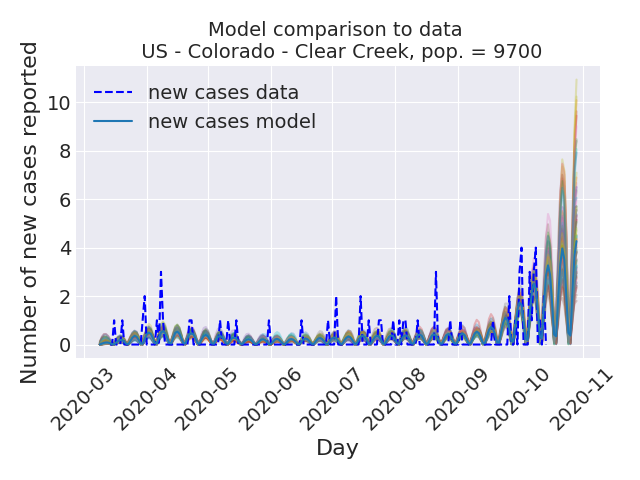 Model comparison to data
US - Colorado - Clear Creek, pop. = 9700
Number of new cases reported
10
8
6
4
2
0
new cases data
new cases model
2020-03
2020-04
2020-05
2020-06
2020-07
2020-08
2020-09
2020-10
2020-11
Day